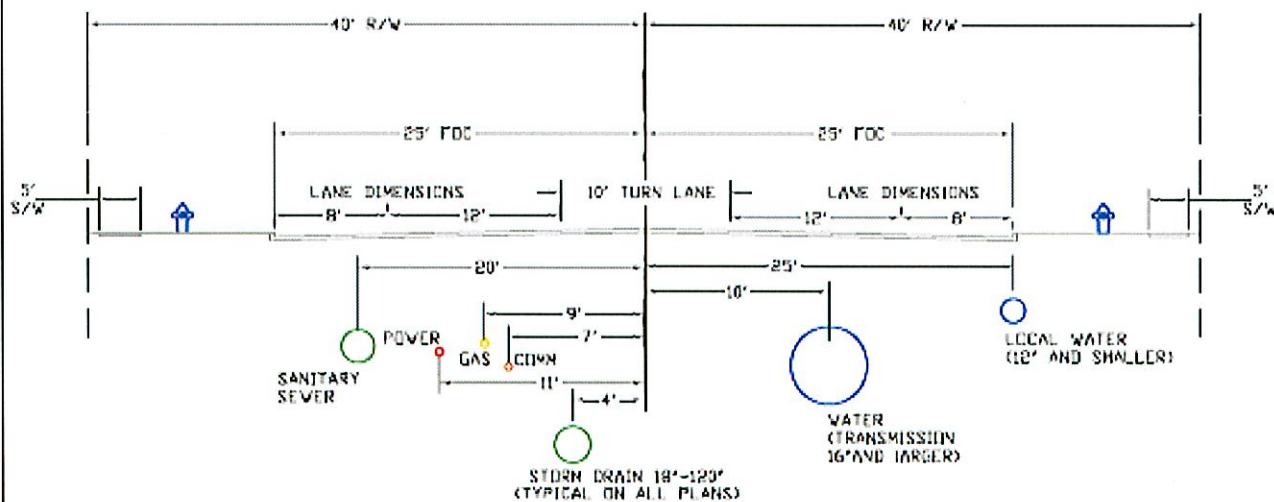 40' R/W 40' R/W
25' FOC 25' FOC
5' LANE DIMENSIONS 10' TURN LANE LANE DIMENSIONS 5'
S/W S/W
8' 12' 12' 8'
20' 25'
10'
9'
POWER 7'
GAS COMM
LOCAL WATER
(12" AND SMALLER)
SANITARY
SEWER
11'
4'
WATER
(TRANSMISSION
16" AND LARGER)
STORM DRAIN 18"-120"
(TYPICAL ON ALL PLANS)